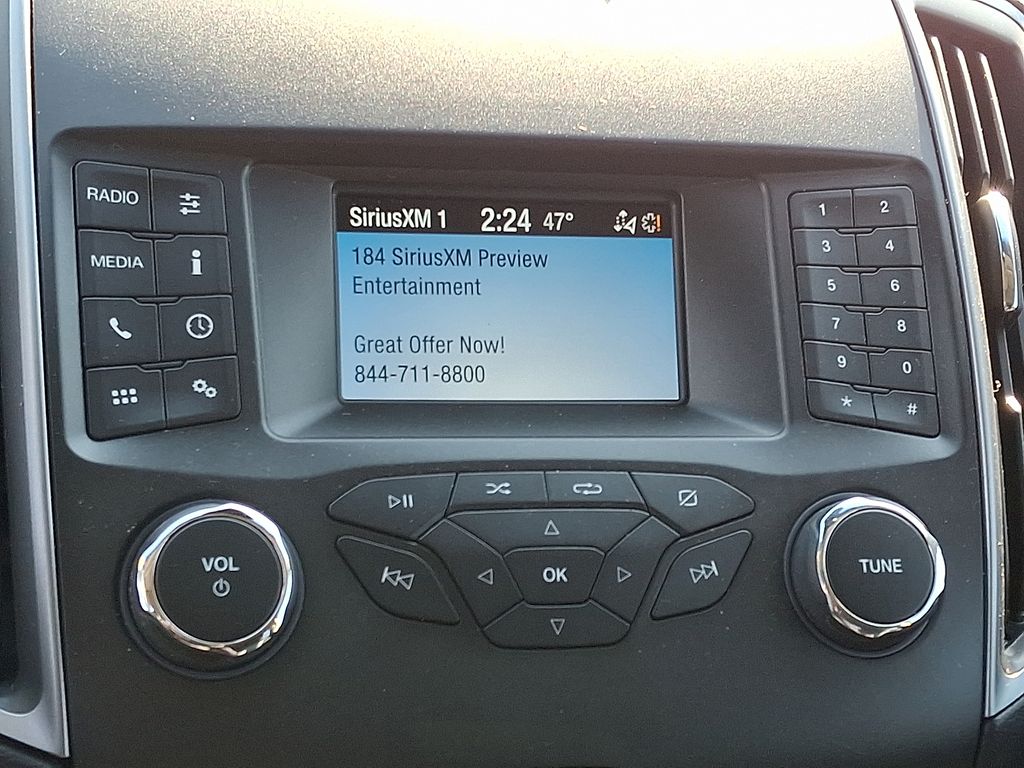 RADIO
MEDIA
SiriusXM 1 2:24 47°
184 SiriusXM Preview
Entertainment
Great Offer Now!
844-711-8800
1 2
3 4
5 6
7 8
9 0
* #
VOL
OK
TUNE